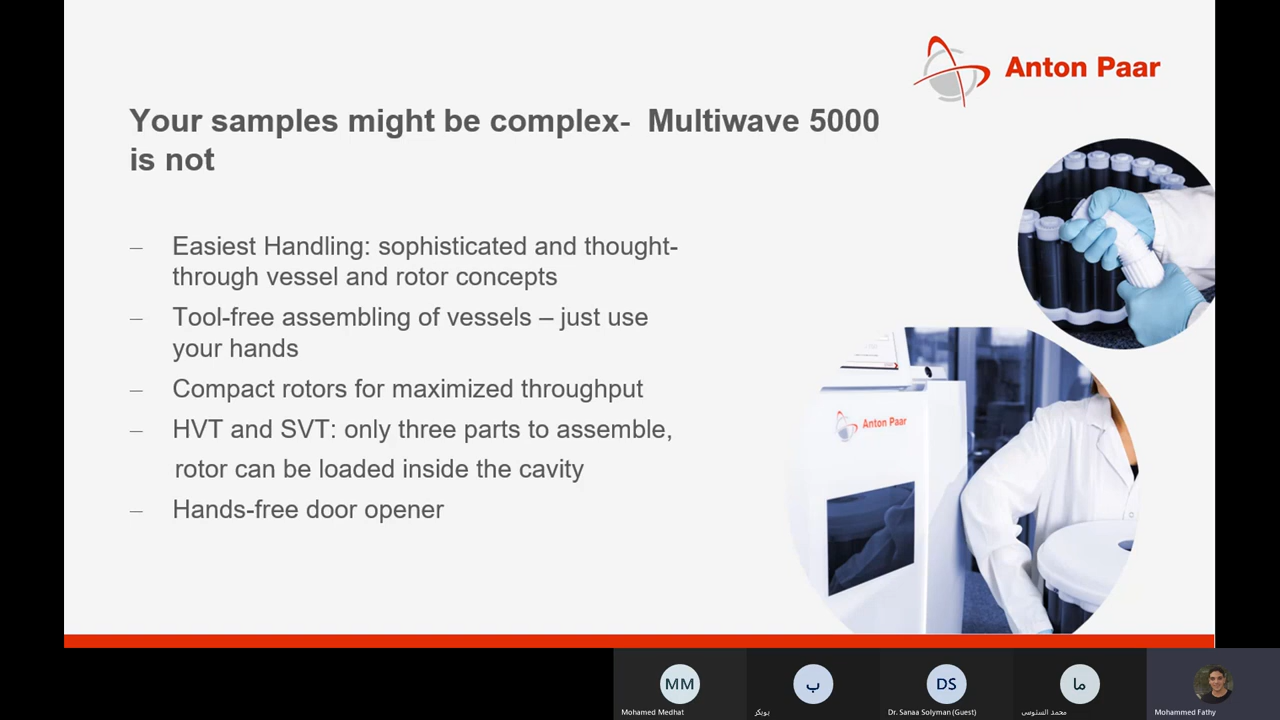 Anton Paar
Your samples might be complex-  Multiwave 5000
is not
– Easiest Handling: sophisticated and thought-
through vessel and rotor concepts
– Tool-free assembling of vessels – just use
your hands
– Compact rotors for maximized throughput
– HVT and SVT: only three parts to assemble,
rotor can be loaded inside the cavity
– Hands-free door opener
Anton Paar
MM
ب
DS
ما
Mohamed Medhat
بوبكر
Dr. Sanaa Solyman (Guest)
محمد السنوسى
Mohammed Fathy